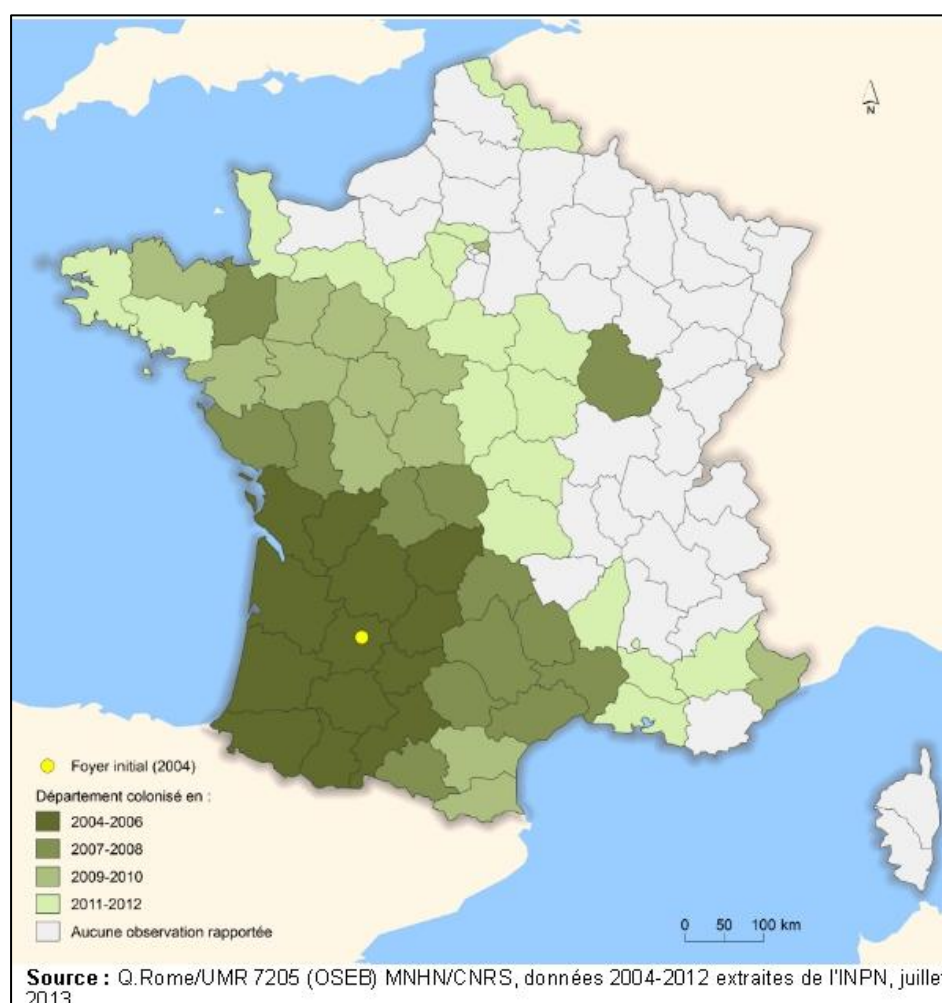 N
Foyer initial (2004)
Département colonisé en :
2004-2006
2007-2008
2009-2010
2011-2012
Aucune observation rapportée
0 50 100 km
Source : Q.Rome/UMR 7205 (OSEB) MNHN/CNRS, données 2004-2012 extraites de l'INPN, juille
2013